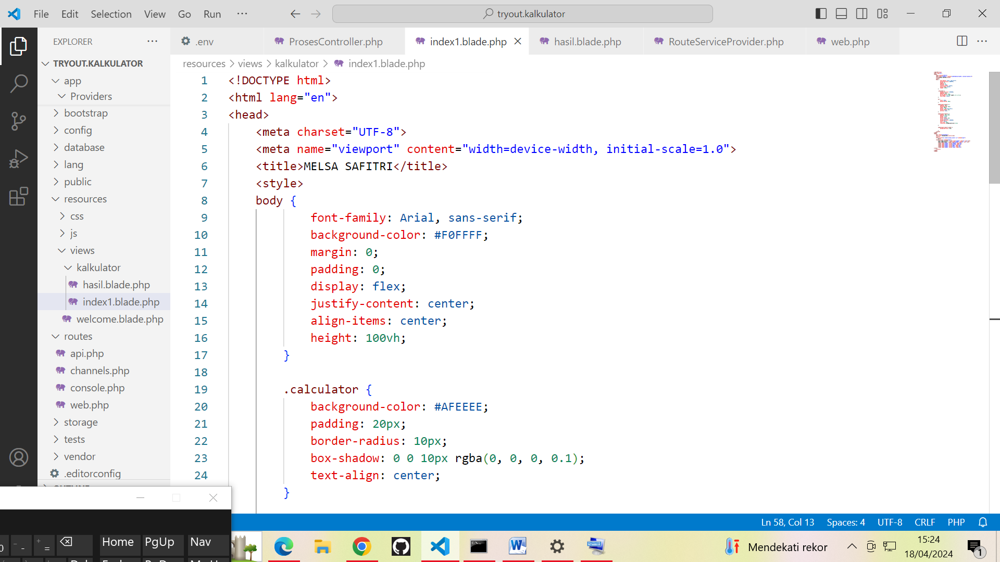 File Edit Selection View Go Run ···
tryout.kalkulator
EXPLORER ···
.env
ProsesController.php
index1.blade.php
hasil.blade.php
RouteServiceProvider.php
web.php
···
TRYOUT.KALKULATOR
app
Providers
bootstrap
config
database
lang
public
resources
css
js
views
kalkulator
hasil.blade.php
index1.blade.php
welcome.blade.php
routes
api.php
channels.php
console.php
web.php
storage
tests
vendor
.editorconfig
resources > views > kalkulator > index1.blade.php
1 <!DOCTYPE html>
2 <html lang="en">
3 <head>
4 <meta charset="UTF-8">
5 <meta name="viewport" content="width=device-width, initial-scale=1.0">
6 <title>MELSA SAFITRI</title>
7 <style>
8 body {
9 font-family: Arial, sans-serif;
10 background-color: #F0FFFF;
11 margin: 0;
12 padding: 0;
13 display: flex;
14 justify-content: center;
15 align-items: center;
16 height: 100vh;
17 }
18
19 .calculator {
20 background-color: #AFEEEE;
21 padding: 20px;
22 border-radius: 10px;
23 box-shadow: 0 0 10px rgba(0, 0, 0, 0.1);
24 text-align: center;
}
Ln 58, Col 13 Spaces: 4 UTF-8 CRLF PHP
0 - - + = Home PgUp Nav
Mendekati rekor
15:24
18/04/2024
1